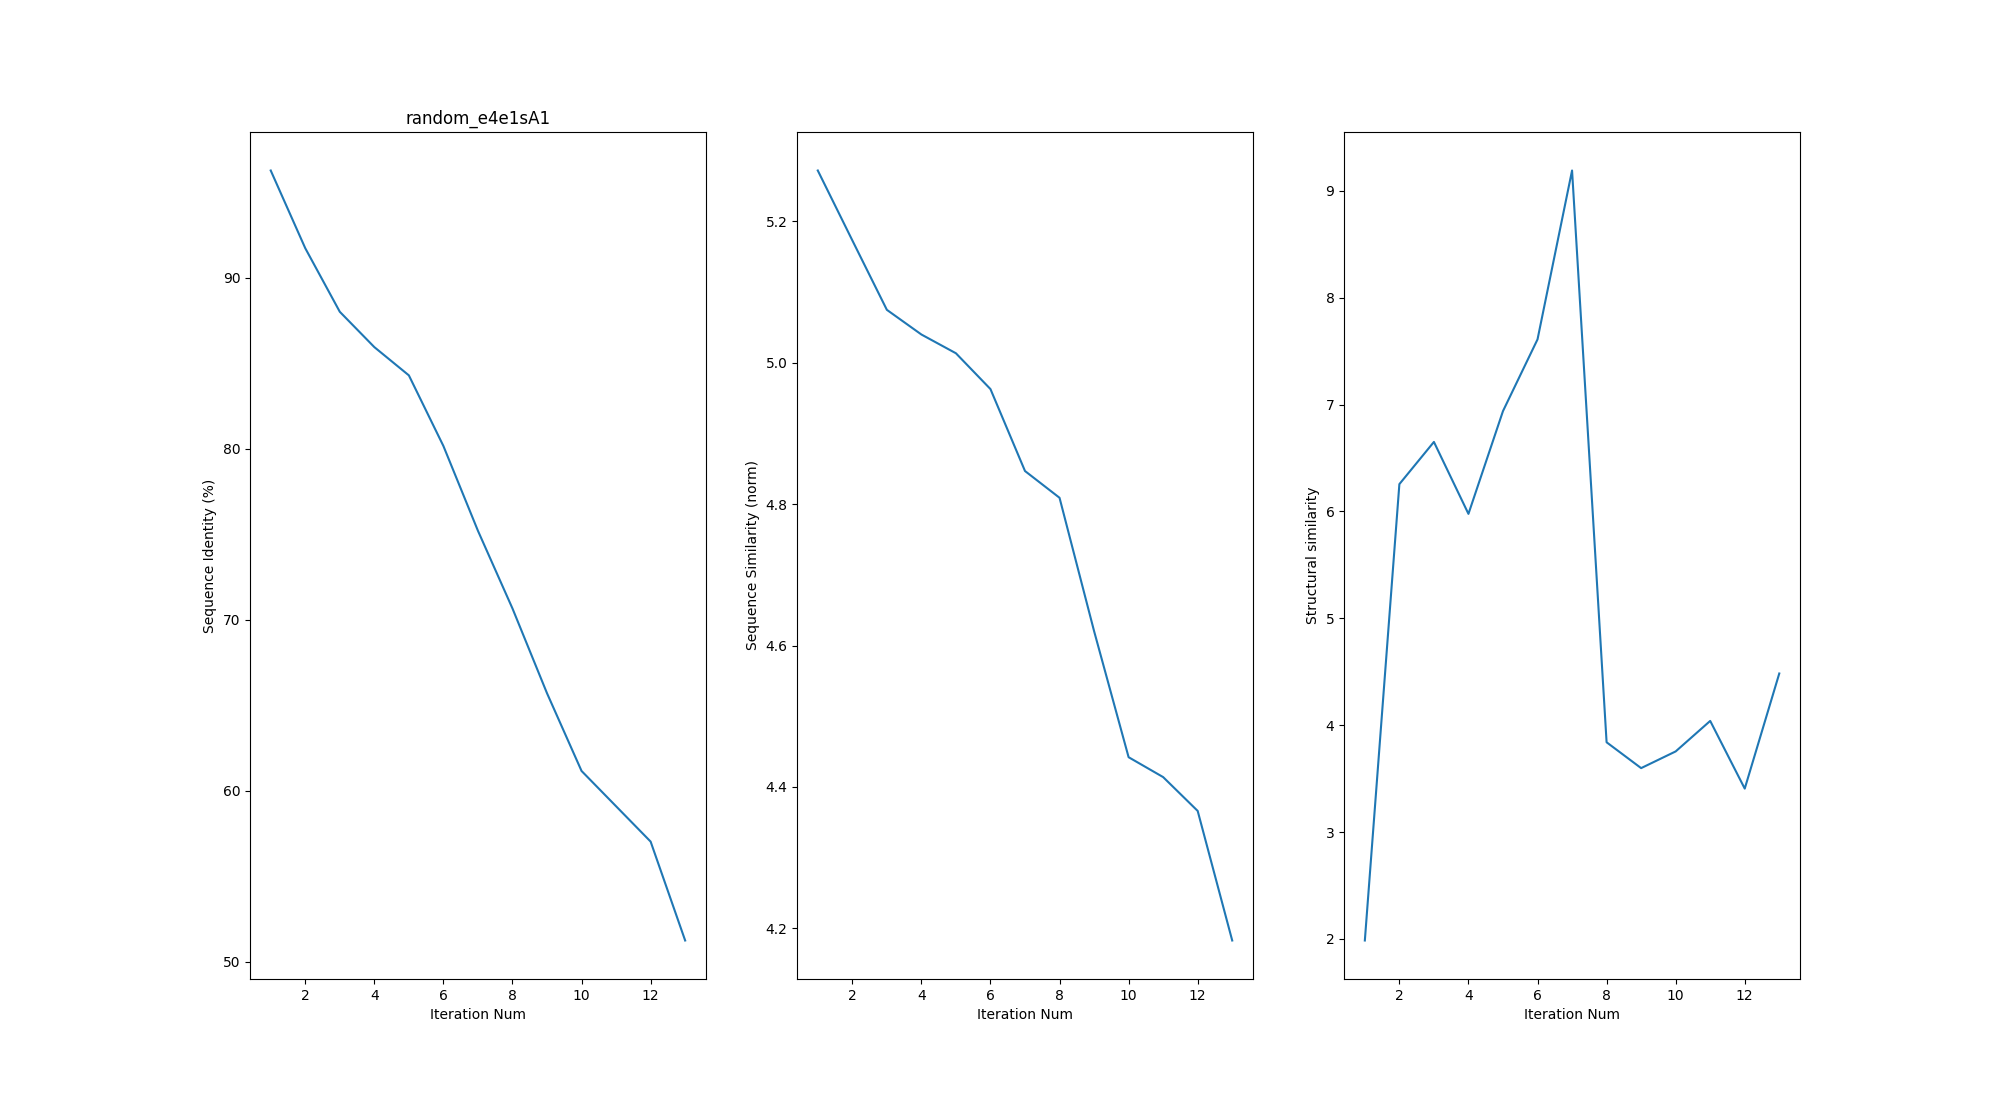 random_e4e1sA1
Sequence Identity (%)
90
80
70
60
50
2 4 6 8 10 12
Iteration Num
Sequence Similarity (norm)
5.2
5.0
4.8
4.6
4.4
4.2
2 4 6 8 10 12
Iteration Num
Structural similarity
9
8
7
6
5
4
3
2
2 4 6 8 10 12
Iteration Num